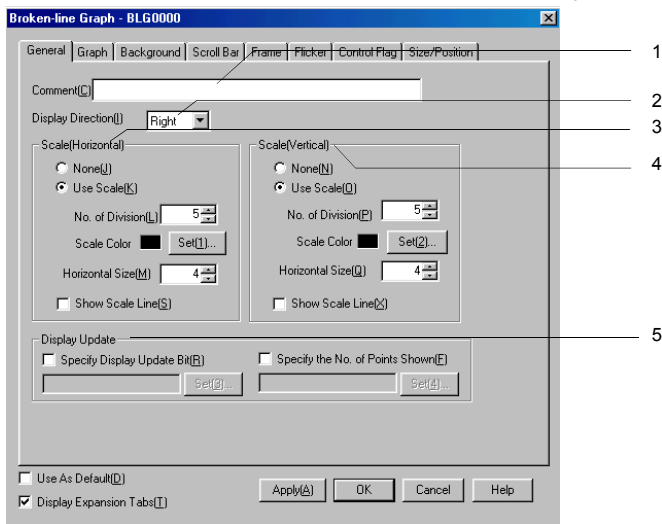 Broken-line Graph - BLG0000
General Graph Background Scroll Bar Frame Flicker Control Flag Size/Position
1
Comment(C)
2
Display Direction(I) Right
3
Scale(Horizontal) Scale(Vertical)
4
None(J) None(N)
Use Scale(K) Use Scale(O)
No. of Division(L) 5 No. of Division(P) 5
Scale Color Set(1)... Scale Color Set(2)...
Horizontal Size(M) 4 Horizontal Size(Q) 4
Show Scale Line(S) Show Scale Line(X)
5
Display Update
Specify Display Update Bit(R) Specify the No. of Points Shown(F)
Set(3)... Set(4)...
Use As Default(D)
Display Expansion Tabs(T)
Apply(A) OK Cancel Help